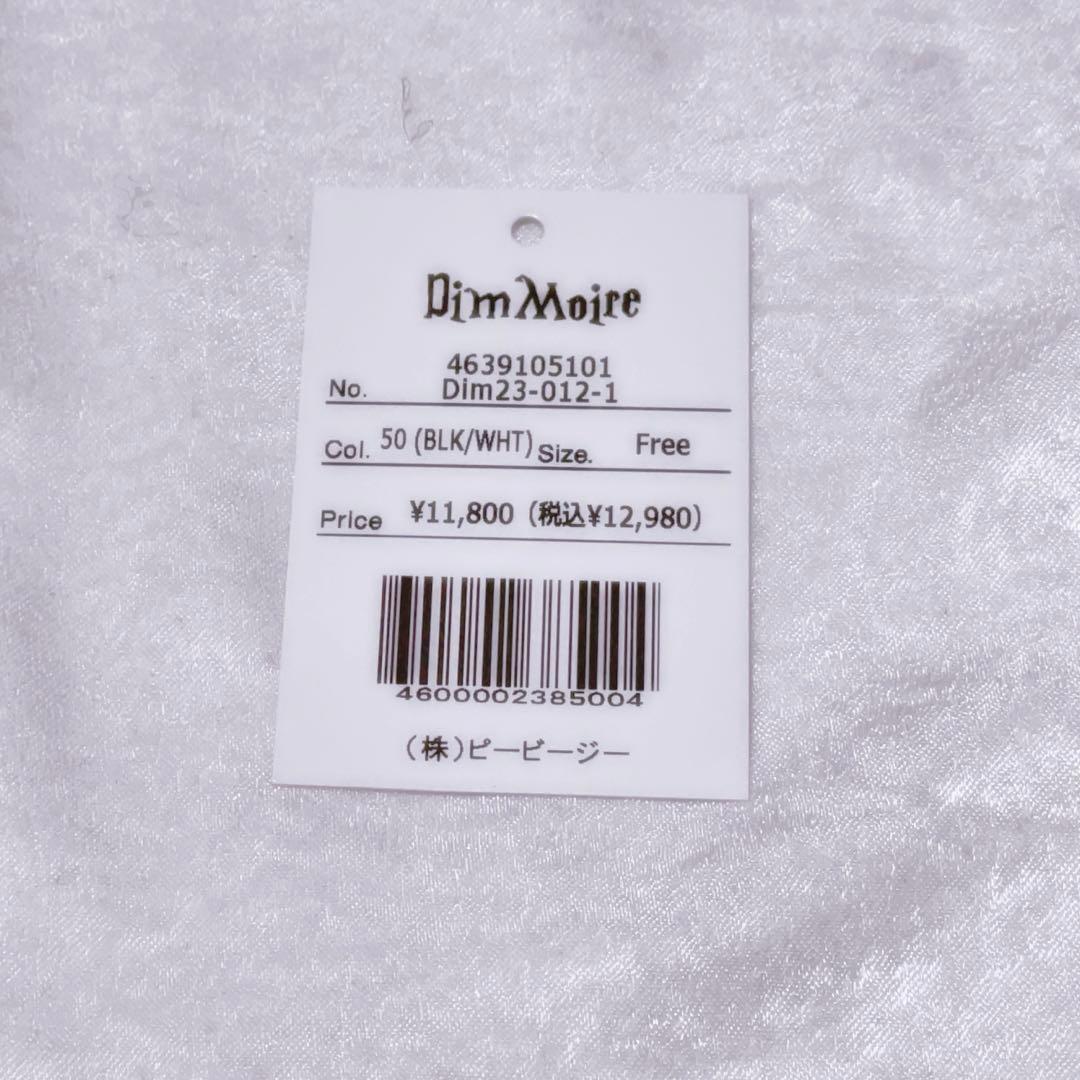 Dim Moire
4639105101
No. Dim23-012-1
Col. 50 (BLK/WHT) Size. Free
Price ¥11,800（税込¥12,980）
4600002385004
（株）ピービージー